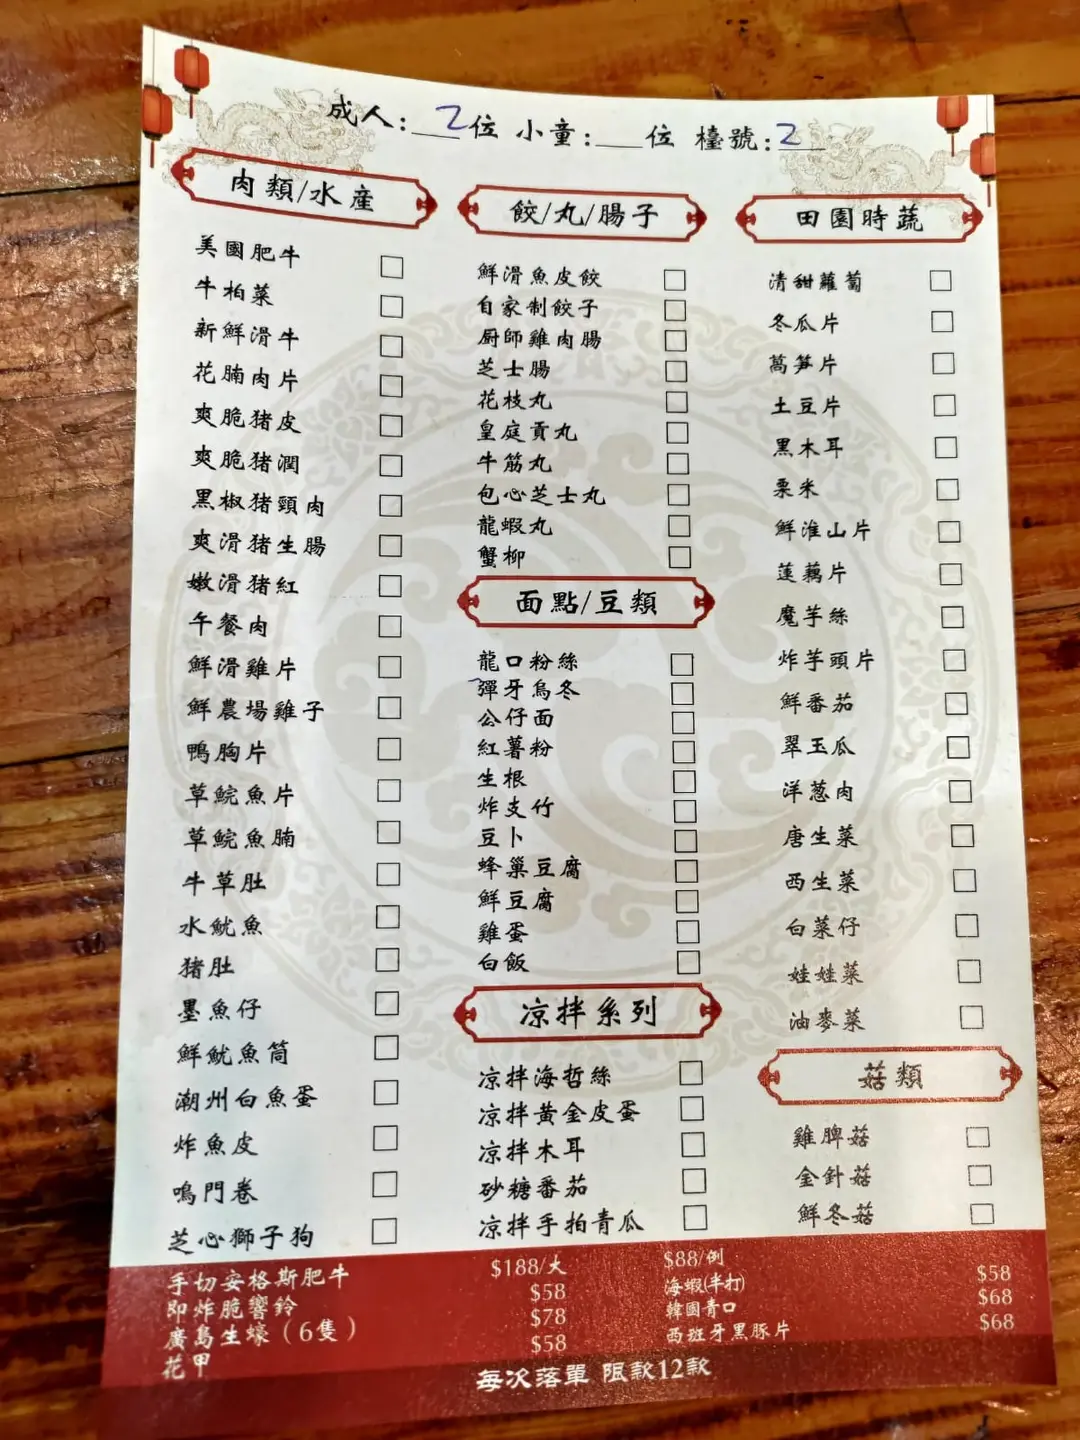 成人:2位 小童:__位 檯號:2
肉類/水產
美國肥牛
牛柏菜
新鮮滑牛
花腩肉片
爽脆猪皮
爽脆猪潤
黑椒猪頸肉
爽滑猪生腸
嫩滑猪紅
午餐肉
鮮滑雞片
鮮農場雞子
鴨胸片
草鯇魚片
草鯇魚腩
牛草肚
水魷魚
猪肚
墨魚仔
鮮魷魚筒
潮州白魚蛋
炸魚皮
鳴門卷
芝心獅子狗
餃/丸/腸子
鮮滑魚皮餃
自家制餃子
厨師雞肉腸
芝士腸
花枝丸
皇庭貢丸
牛筋丸
包心芝士丸
龍蝦丸
蟹柳
面點/豆類
龍口粉絲
彈牙烏冬
公仔面
紅薯粉
生根
炸支竹
豆卜
蜂巢豆腐
鮮豆腐
雞蛋
白飯
凉拌系列
凉拌海哲絲
凉拌黃金皮蛋
凉拌木耳
砂糖番茄
凉拌手拍青瓜
田園時蔬
清甜蘿蔔
冬瓜片
萵笋片
土豆片
黑木耳
粟米
鮮淮山片
蓮藕片
魔芋絲
炸芋頭片
鮮番茄
翠玉瓜
洋葱肉
唐生菜
西生菜
白菜仔
娃娃菜
油麥菜
菇類
雞脾菇
金針菇
鮮冬菇
手切安格斯肥牛 $188/大 $88/例
即炸脆響鈴 $58
廣島生蠔(6隻) $78
花甲 $58
海蝦(半打) $58
韓國青口 $68
西班牙黑豚片 $68
每次落單 限款12款